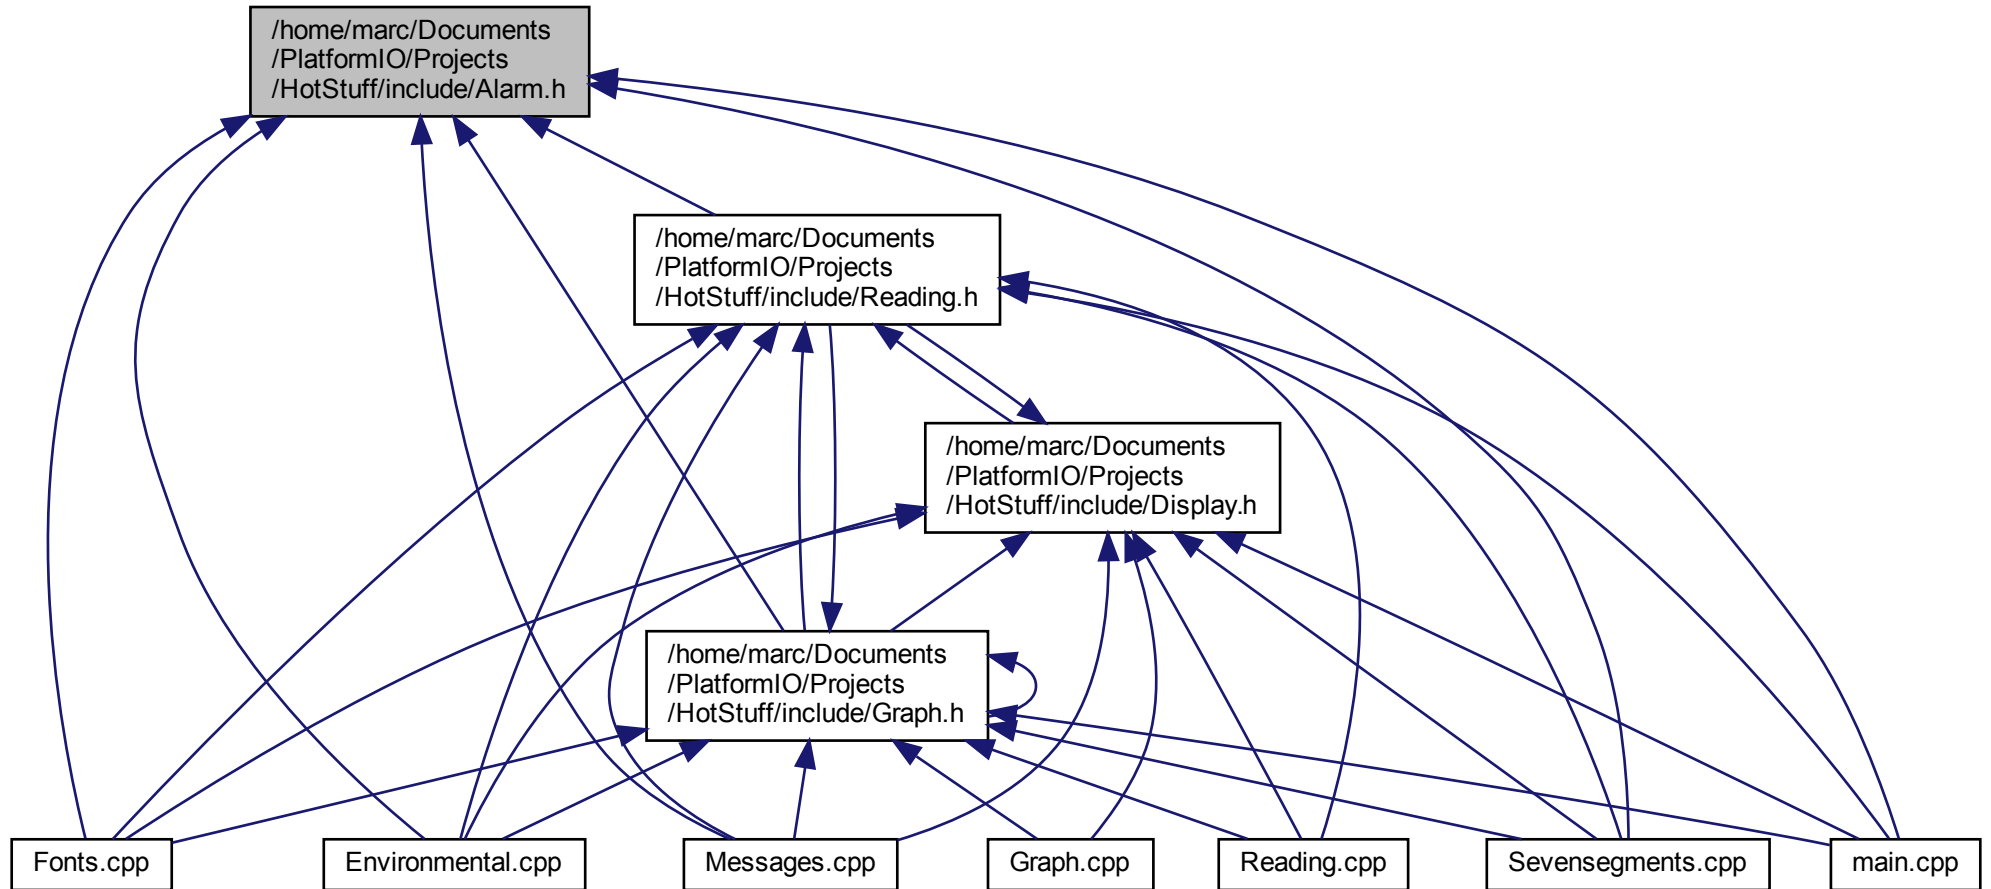 /home/marc/Documents
/PlatformIO/Projects
/HotStuff/include/Alarm.h
/home/marc/Documents
/PlatformIO/Projects
/HotStuff/include/Reading.h
/home/marc/Documents
/PlatformIO/Projects
/HotStuff/include/Display.h
/home/marc/Documents
/PlatformIO/Projects
/HotStuff/include/Graph.h
Fonts.cpp
Environmental.cpp
Messages.cpp
Graph.cpp
Reading.cpp
Sevensegments.cpp
main.cpp